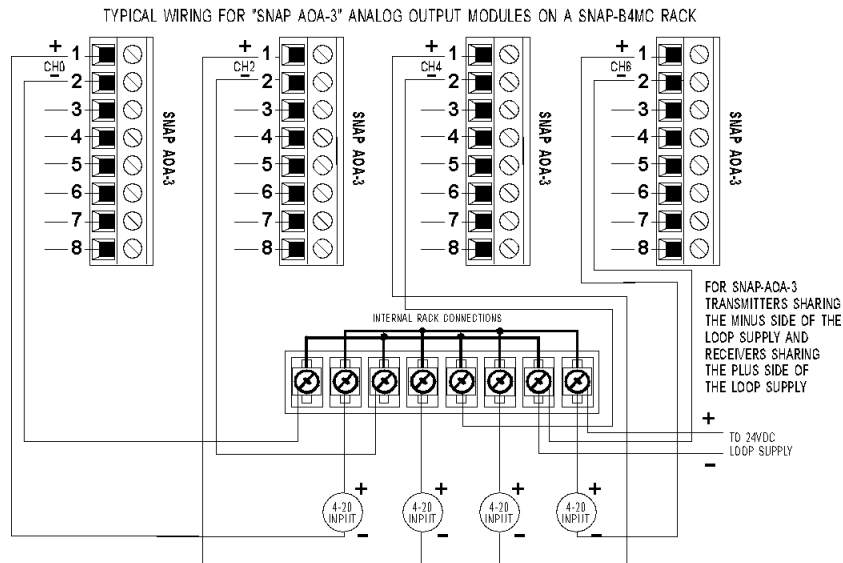 TYPICAL WIRING FOR "SNAP AOA-3" ANALOG OUTPUT MODULES ON A SNAP-B4MC RACK
+ 1
CH0
− 2
3
4
5
6
7
8
SNAP AOA-3
+ 1
CH2
− 2
3
4
5
6
7
8
SNAP AOA-3
+ 1
CH4
− 2
3
4
5
6
7
8
SNAP AOA-3
+ 1
CH6
− 2
3
4
5
6
7
8
SNAP AOA-3
FOR SNAP-AOA-3
TRANSMITTERS SHARING
THE MINUS SIDE OF THE
LOOP SUPPLY AND
RECEIVERS SHARING
THE PLUS SIDE OF
THE LOOP SUPPLY
INTERNAL RACK CONNECTIONS
+
TO 24VDC
LOOP SUPPLY
−
+
4-20
INPUT
−
+
4-20
INPUT
−
+
4-20
INPUT
−
+
4-20
INPUT
−